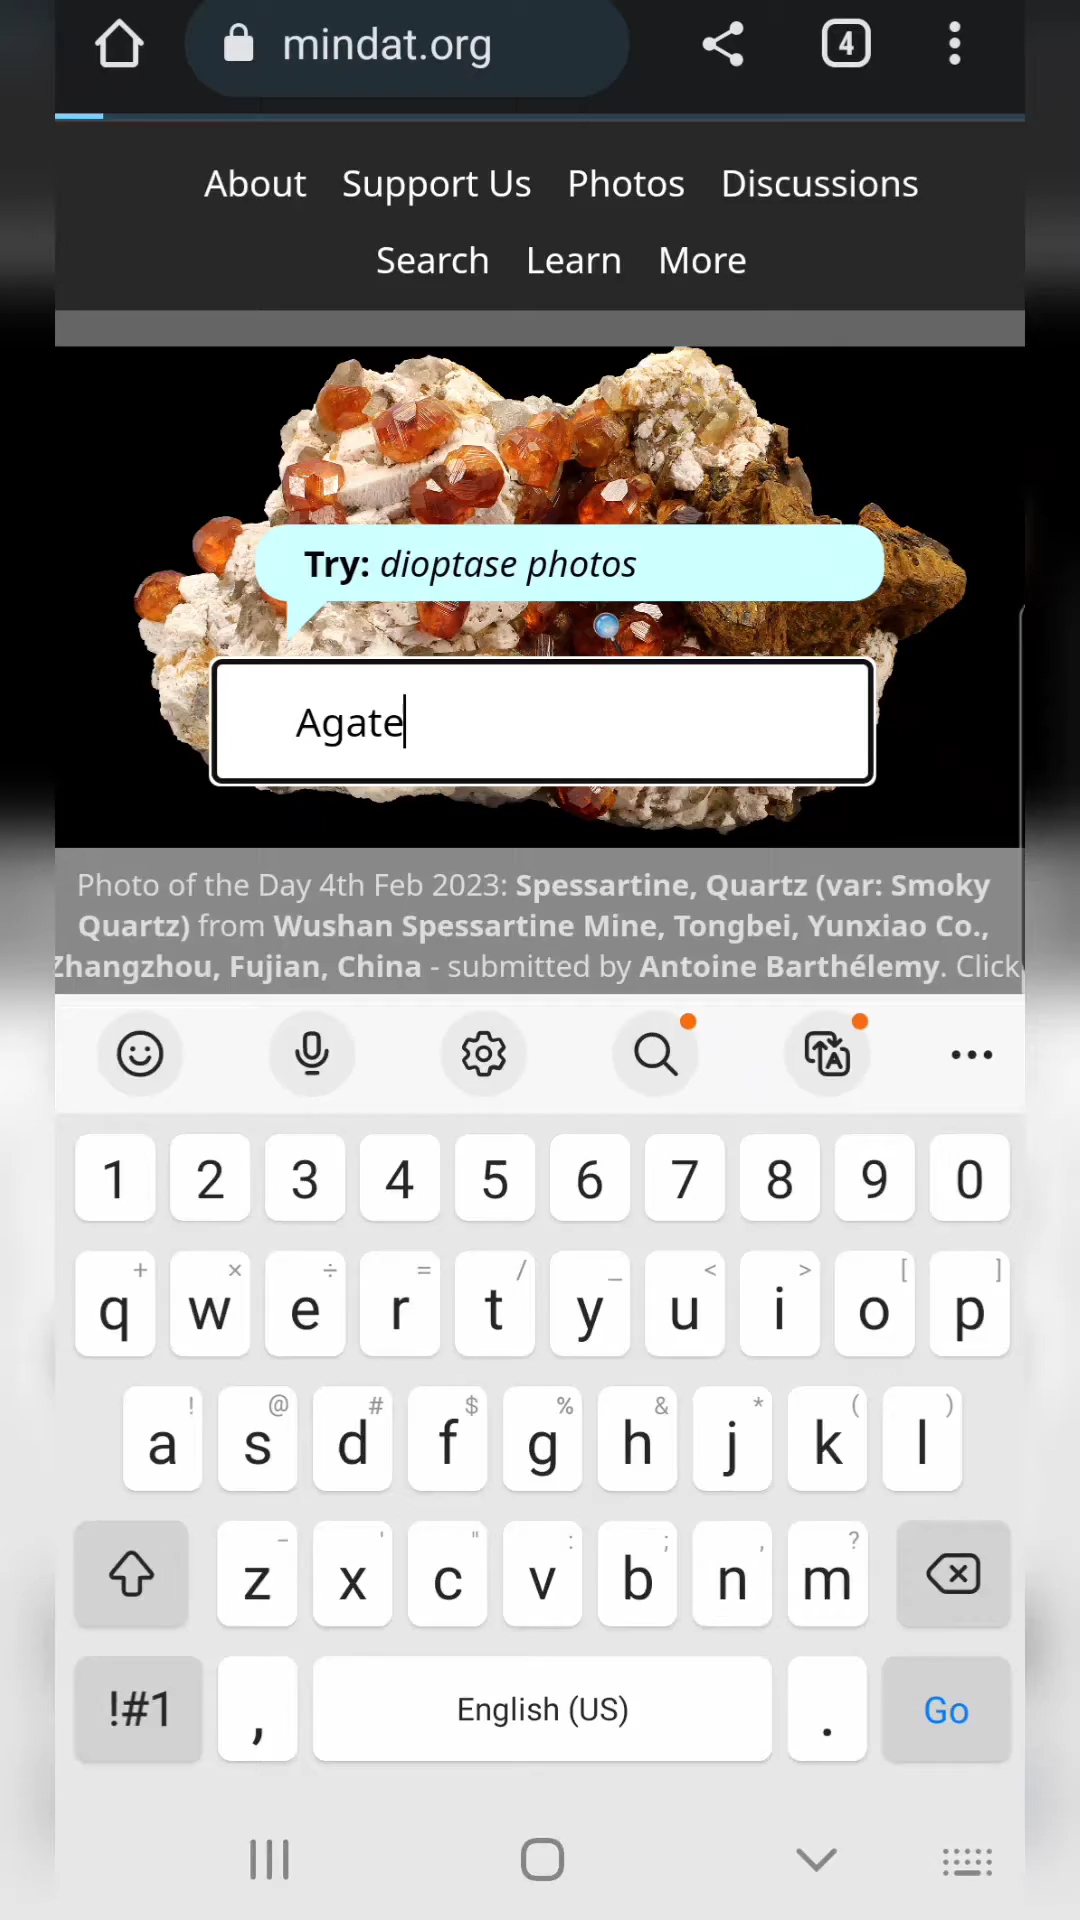 mindat.org
4
About Support Us Photos Discussions
Search Learn More
Try: dioptase photos
Agate
Photo of the Day 4th Feb 2023: Spessartine, Quartz (var: Smoky
Quartz) from Wushan Spessartine Mine, Tongbei, Yunxiao Co.,
Zhangzhou, Fujian, China - submitted by Antoine Barthélemy. Click
1 2 3 4 5 6 7 8 9 0
+ × ÷ = / _ < > [ ]
q w e r t y u i o p
! @ # $ % & * ( )
a s d f g h j k l
- ' " : ; , ?
z x c v b n m
!#1 , English (US) . Go